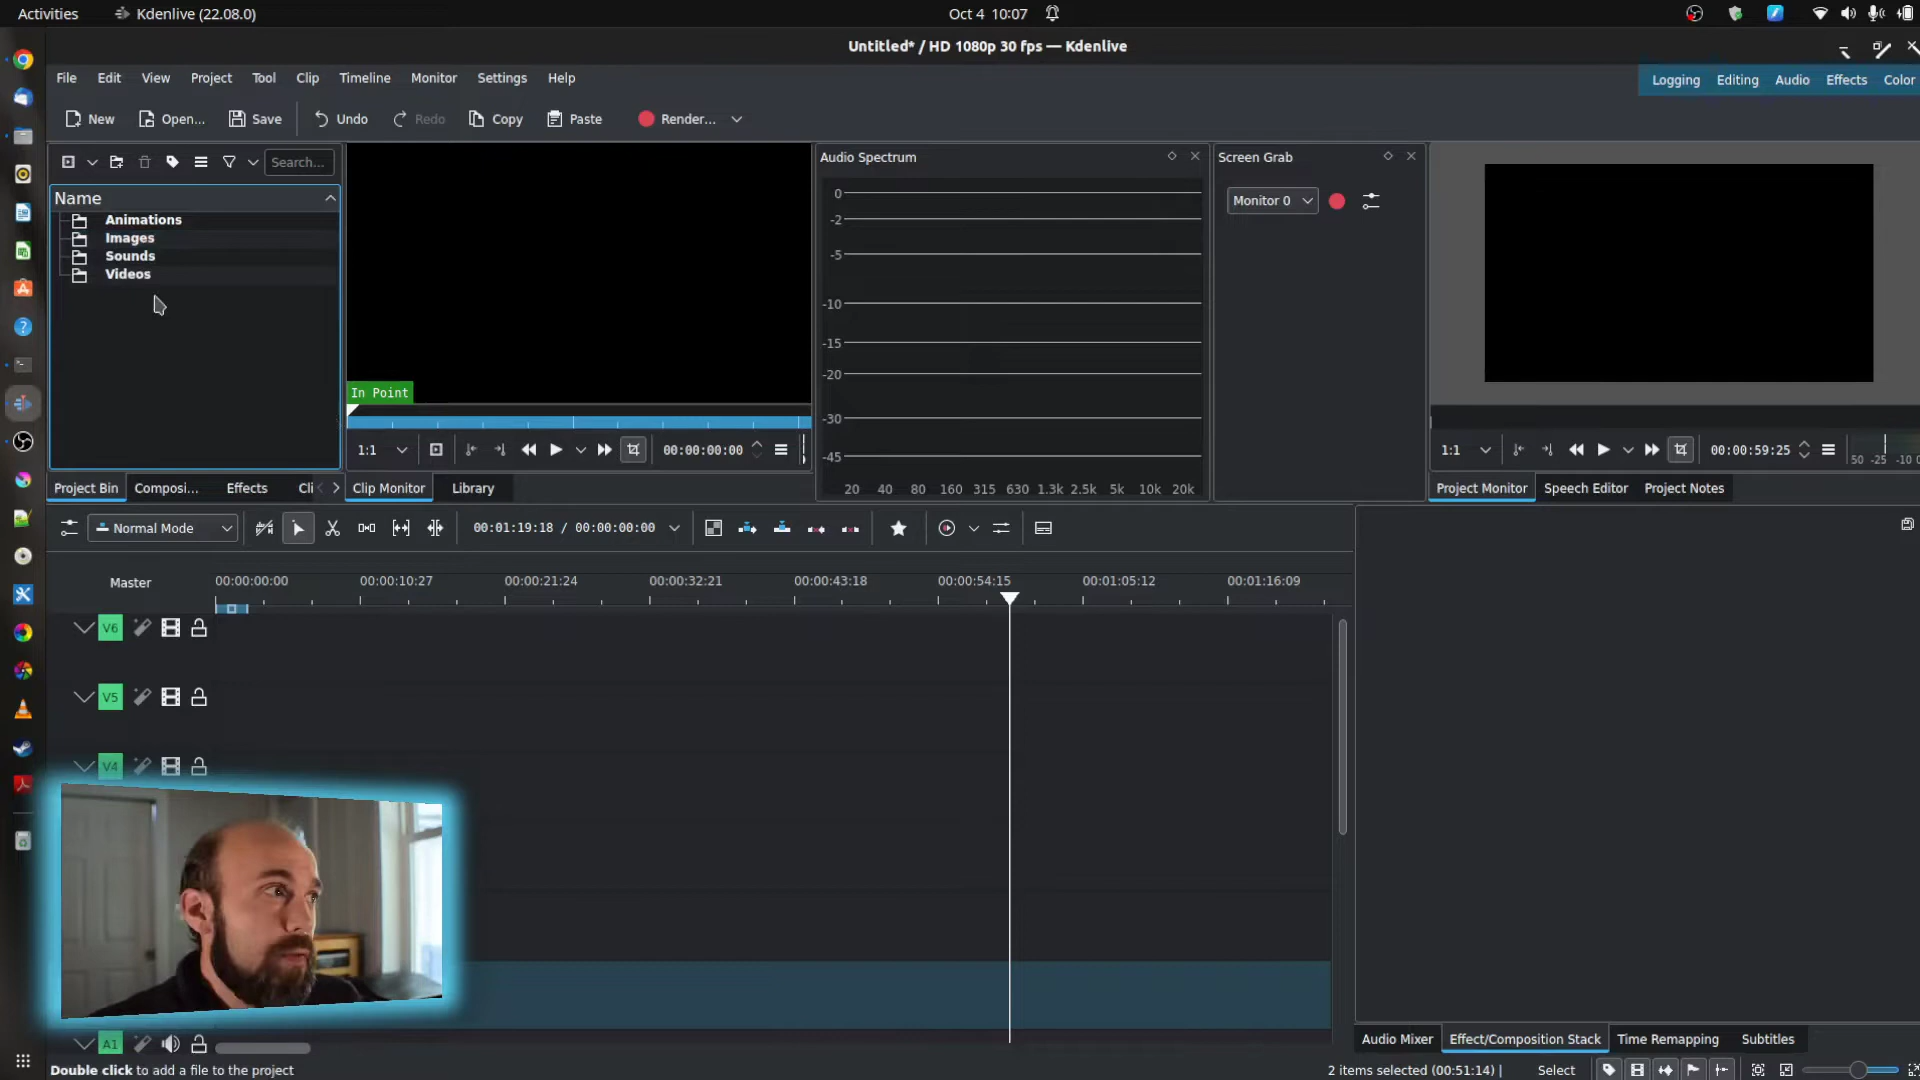 Activities
Kdenlive (22.08.0)
Oct 4 10:07
Untitled* / HD 1080p 30 fps — Kdenlive
File Edit View Project Tool Clip Timeline Monitor Settings Help
Logging Editing Audio Effects Color
New Open... Save Undo Redo Copy Paste Render...
Search...
Name
Animations
Images
Sounds
Videos
In Point
1:1
00:00:00:00
Project Bin Composi... Effects Cli
Clip Monitor Library
Audio Spectrum
0
-2
-5
-10
-15
-20
-30
-45
20 40 80 160 315 630 1.3k 2.5k 5k 10k 20k
Screen Grab
Monitor 0
1:1
00:00:59:25
50 -25 -10 0
Project Monitor Speech Editor Project Notes
Normal Mode
00:01:19:18 / 00:00:00:00
Master
00:00:00:00 00:00:10:27 00:00:21:24 00:00:32:21 00:00:43:18 00:00:54:15 00:01:05:12 00:01:16:09
V6
V5
V4
A1
Audio Mixer Effect/Composition Stack Time Remapping Subtitles
Double click to add a file to the project
2 items selected (00:51:14) |
Select